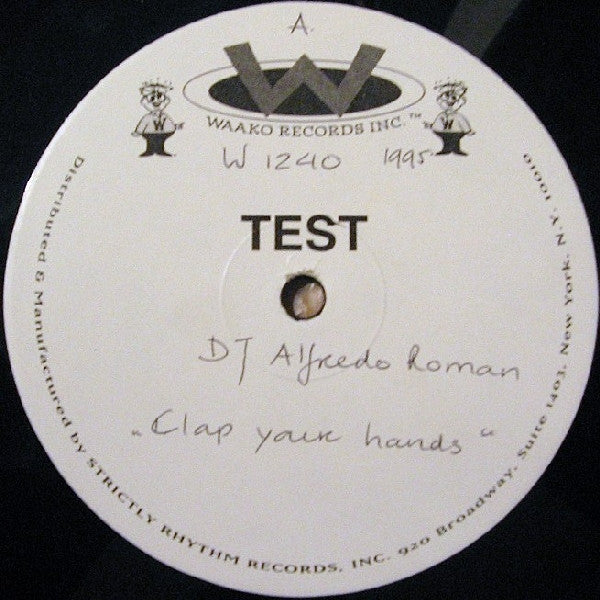 A.
W
WAAKO RECORDS INC.™
W 1240 1995
TEST
DJ Alfredo Roman
„Clap your hands"
Distributed & Manufactured by STRICTLY RHYTHM RECORDS, INC. 920 Broadway, Suite 1403, New York, N.Y. 10010